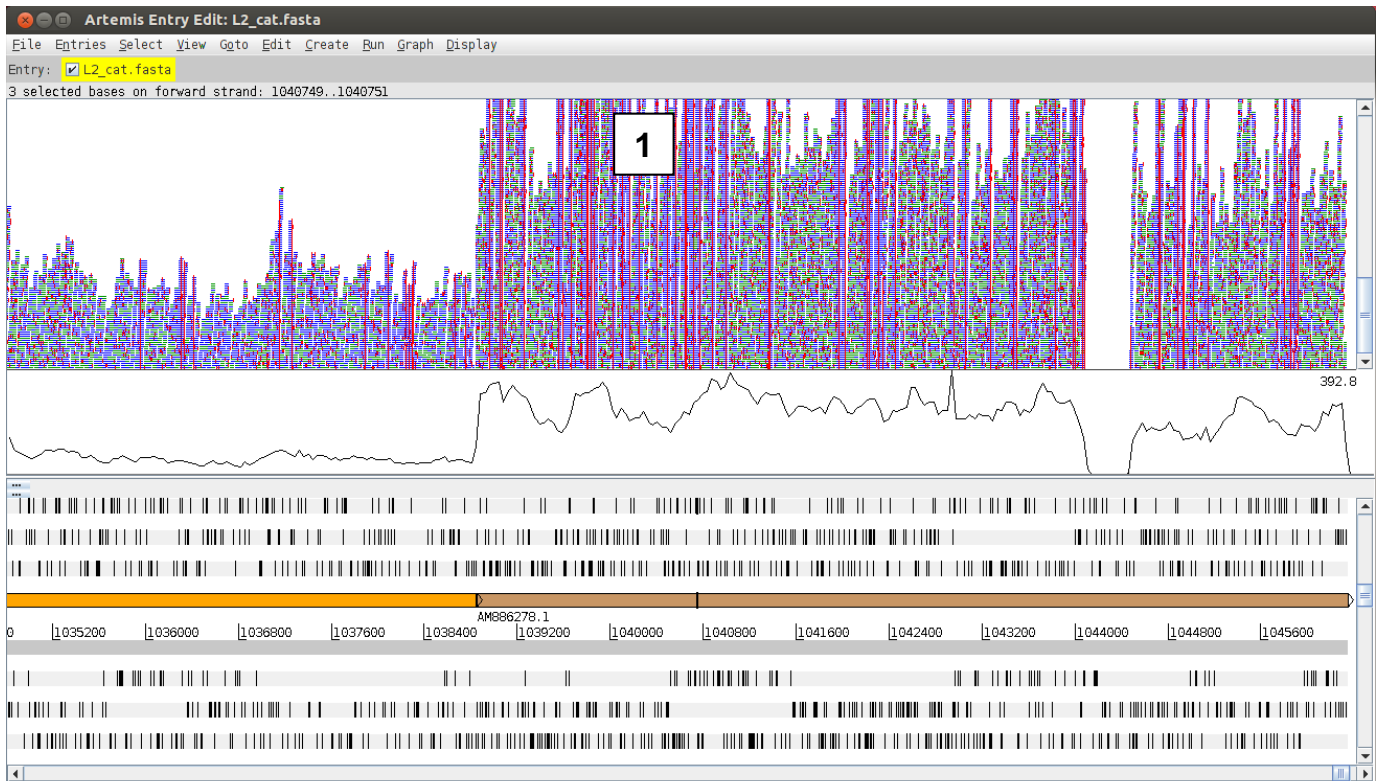 Artemis Entry Edit: L2_cat.fasta
File Entries Select View Goto Edit Create Run Graph Display
Entry: L2_cat.fasta
3 selected bases on forward strand: 1040749..1040751
1
392.8
AM886278.1
0 1035200 1036000 1036800 1037600 1038400 1039200 1040000 1040800 1041600 1042400 1043200 1044000 1044800 1045600